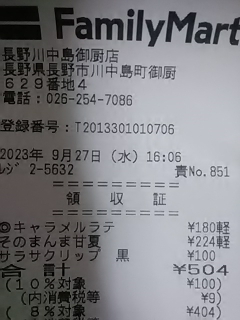 FamilyMart
長野川中島御厨店
長野県長野市川中島町御厨
629番地4
電話：026-254-7086
登録番号：T2013301010706
2023年 9月27日（水）16:06
レジ 2-5632 責No.851
領 収 証
◎キャラメルラテ ¥180軽
そのまんま甘夏 ¥224軽
サラサクリップ 黒 ¥100
合 計 ¥504
（10％対象 ¥100）
（内消費税等 ¥9）
（ 8％対象 ¥404）